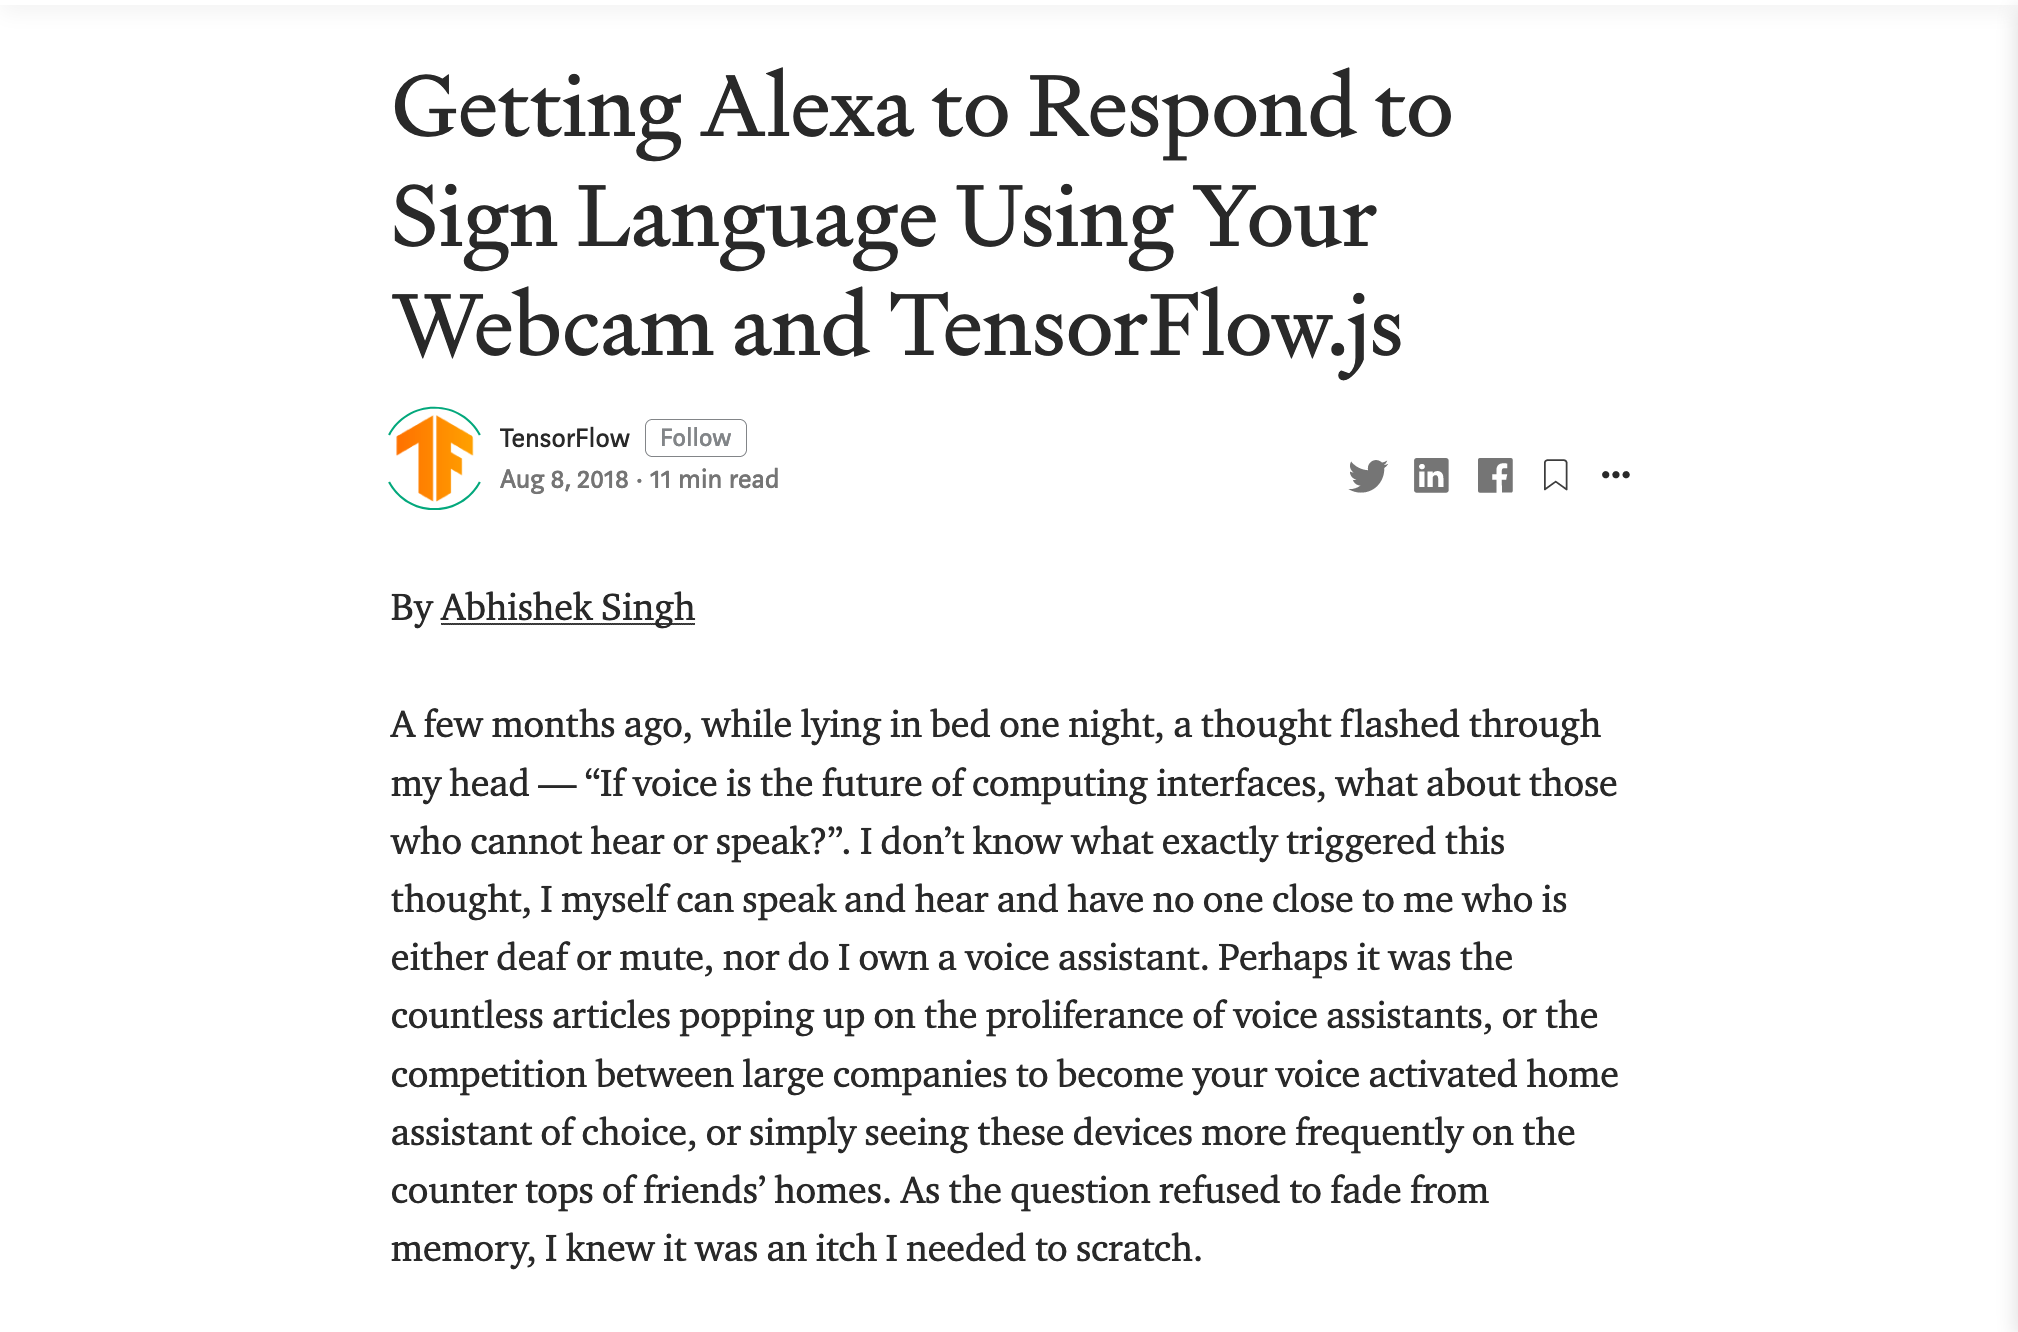 Getting Alexa to Respond to
Sign Language Using Your
Webcam and TensorFlow.js
TensorFlow Follow
Aug 8, 2018 · 11 min read
By Abhishek Singh
A few months ago, while lying in bed one night, a thought flashed through
my head — “If voice is the future of computing interfaces, what about those
who cannot hear or speak?”. I don’t know what exactly triggered this
thought, I myself can speak and hear and have no one close to me who is
either deaf or mute, nor do I own a voice assistant. Perhaps it was the
countless articles popping up on the proliferance of voice assistants, or the
competition between large companies to become your voice activated home
assistant of choice, or simply seeing these devices more frequently on the
counter tops of friends’ homes. As the question refused to fade from
memory, I knew it was an itch I needed to scratch.